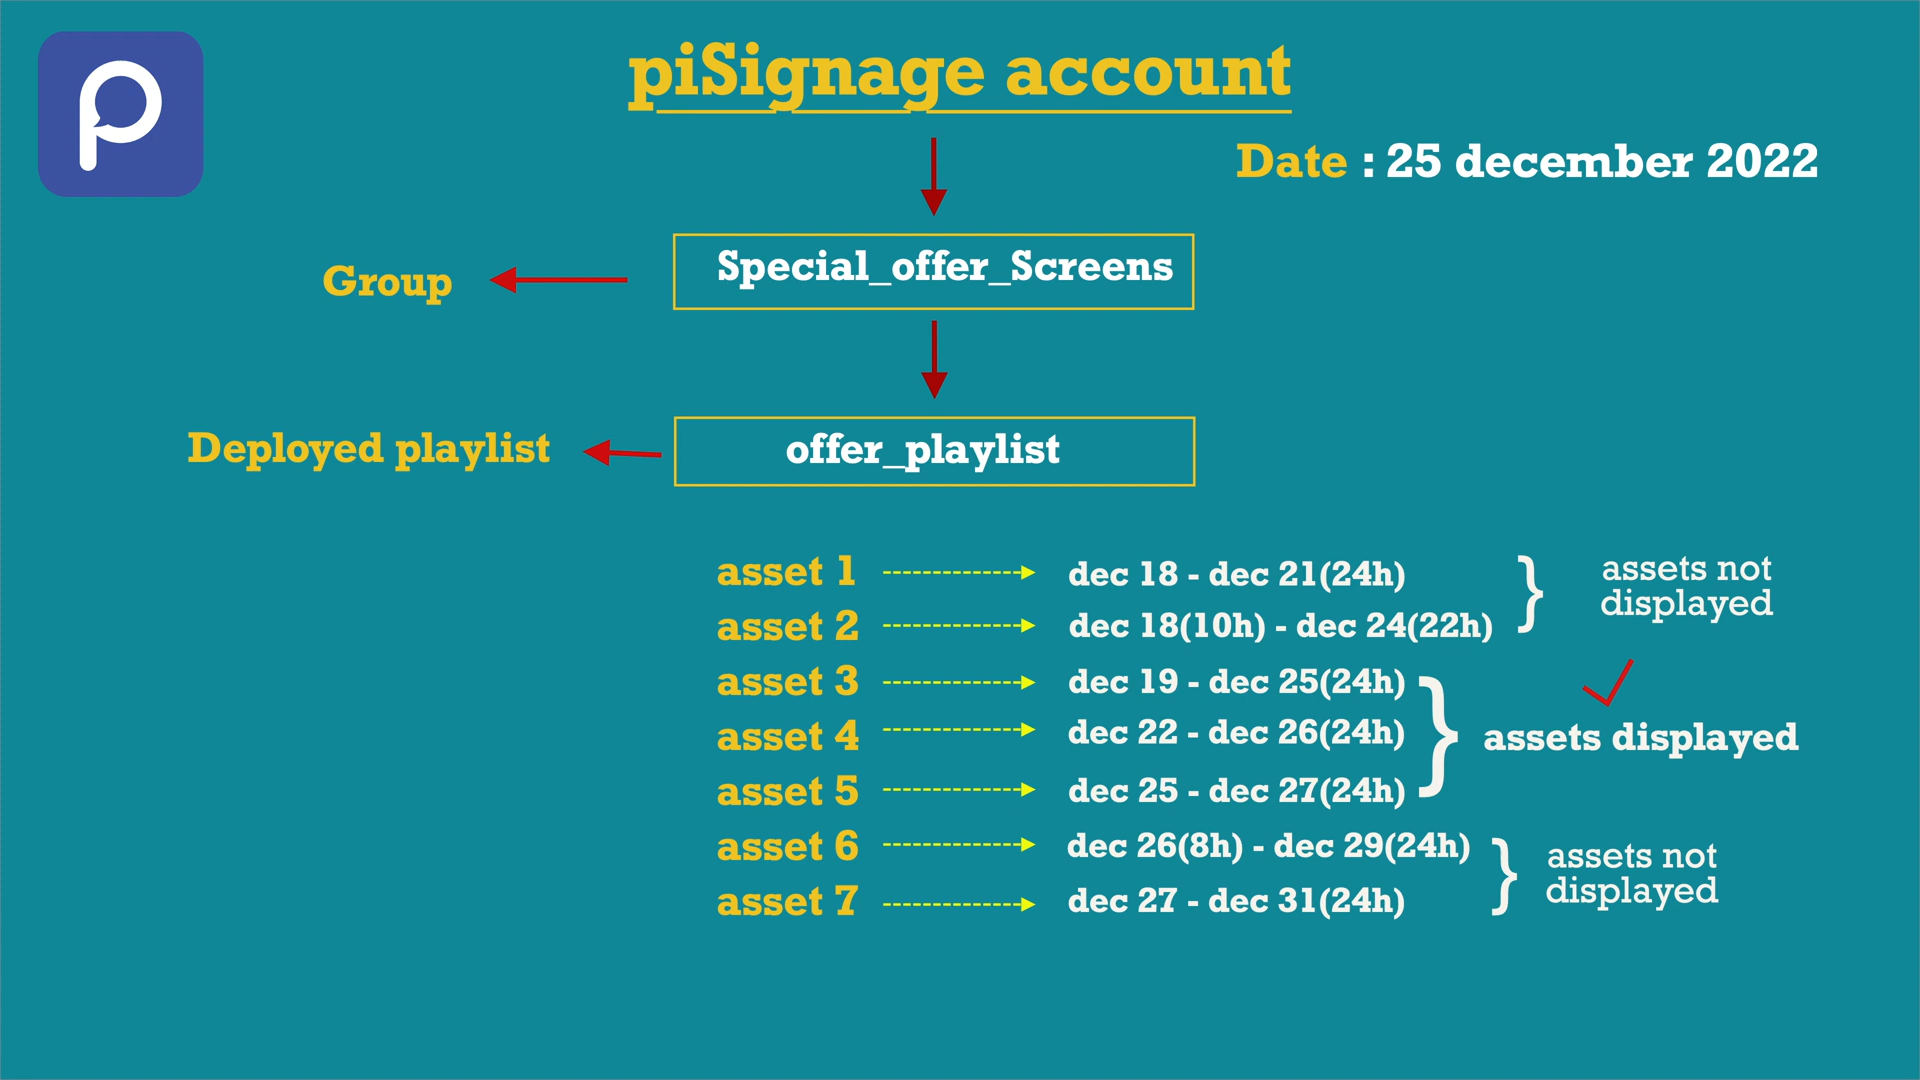 piSignage account
Date : 25 december 2022
Special_offer_Screens
Group
Deployed playlist
offer_playlist
asset 1 dec 18 - dec 21(24h)
asset 2 dec 18(10h) - dec 24(22h)
assets not
displayed
asset 3 dec 19 - dec 25(24h)
asset 4 dec 22 - dec 26(24h)
asset 5 dec 25 - dec 27(24h)
assets displayed
asset 6 dec 26(8h) - dec 29(24h)
asset 7 dec 27 - dec 31(24h)
assets not
displayed